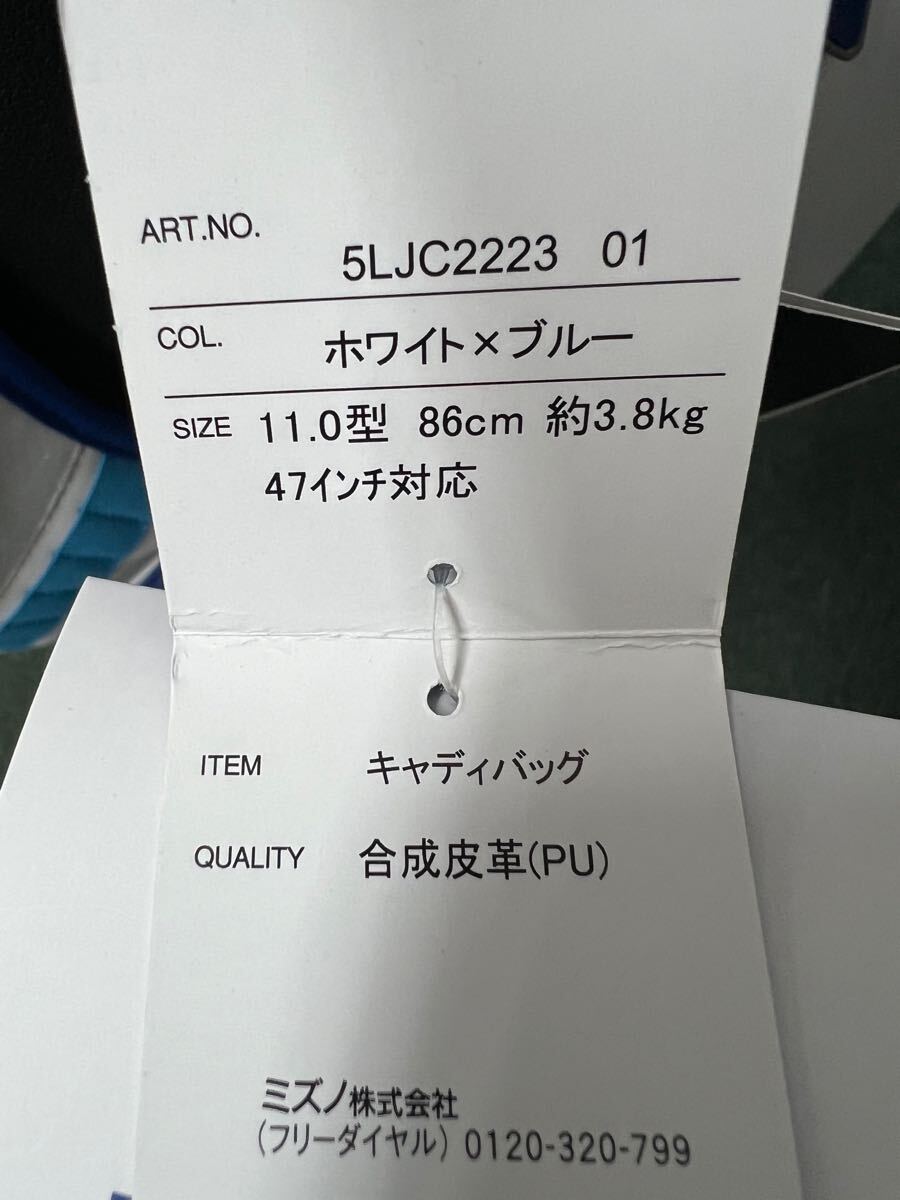 ART.NO. 5LJC2223 01
COL. ホワイト×ブルー
SIZE 11.0型 86cm 約3.8kg
47インチ対応
ITEM キャディバッグ
QUALITY 合成皮革(PU)
ミズノ株式会社
(フリーダイヤル) 0120-320-799